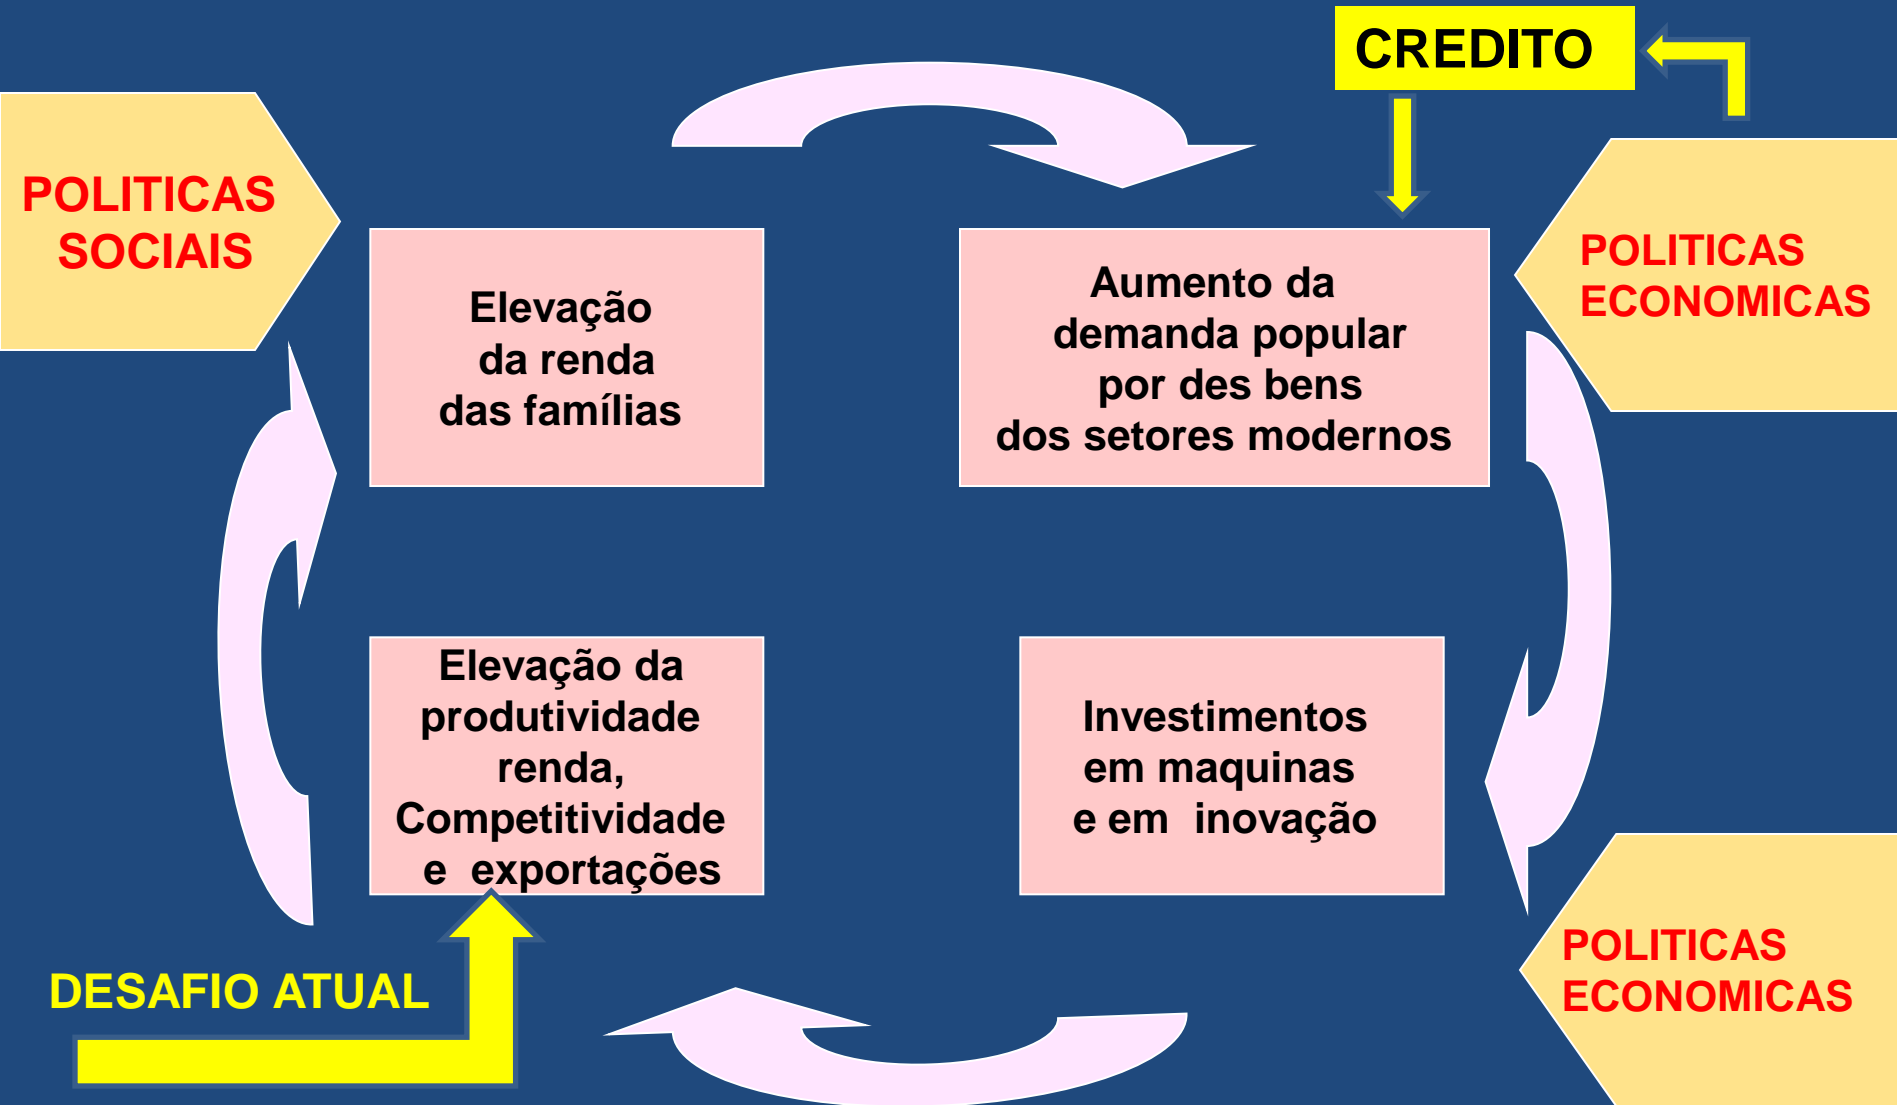 CREDITO
POLITICAS
SOCIAIS
Elevação
da renda
das famílias
Aumento da
demanda popular
por des bens
dos setores modernos
POLITICAS
ECONOMICAS
Elevação da
produtividade
renda,
Competitividade
e exportações
Investimentos
em maquinas
e em inovação
DESAFIO ATUAL
POLITICAS
ECONOMICAS